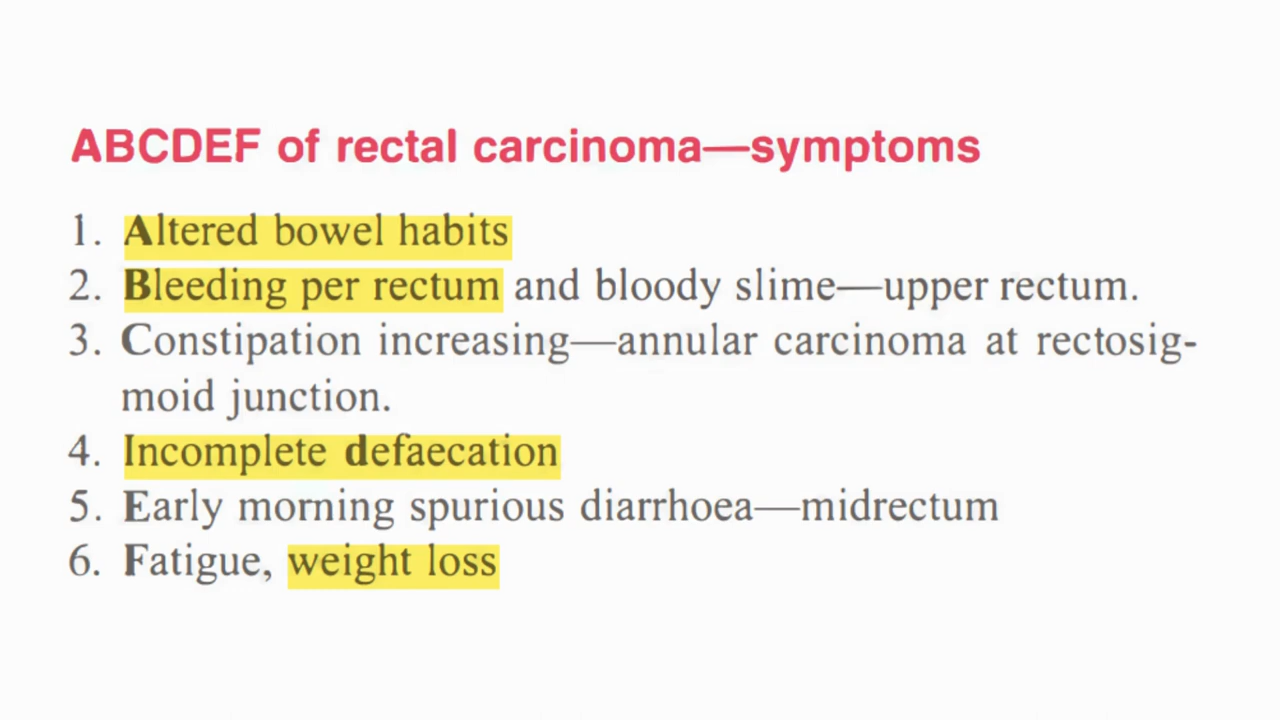 ABCDEF of rectal carcinoma—symptoms
1. Altered bowel habits
2. Bleeding per rectum and bloody slime—upper rectum.
3. Constipation increasing—annular carcinoma at rectosig-
moid junction.
4. Incomplete defaecation
5. Early morning spurious diarrhoea—midrectum
6. Fatigue, weight loss